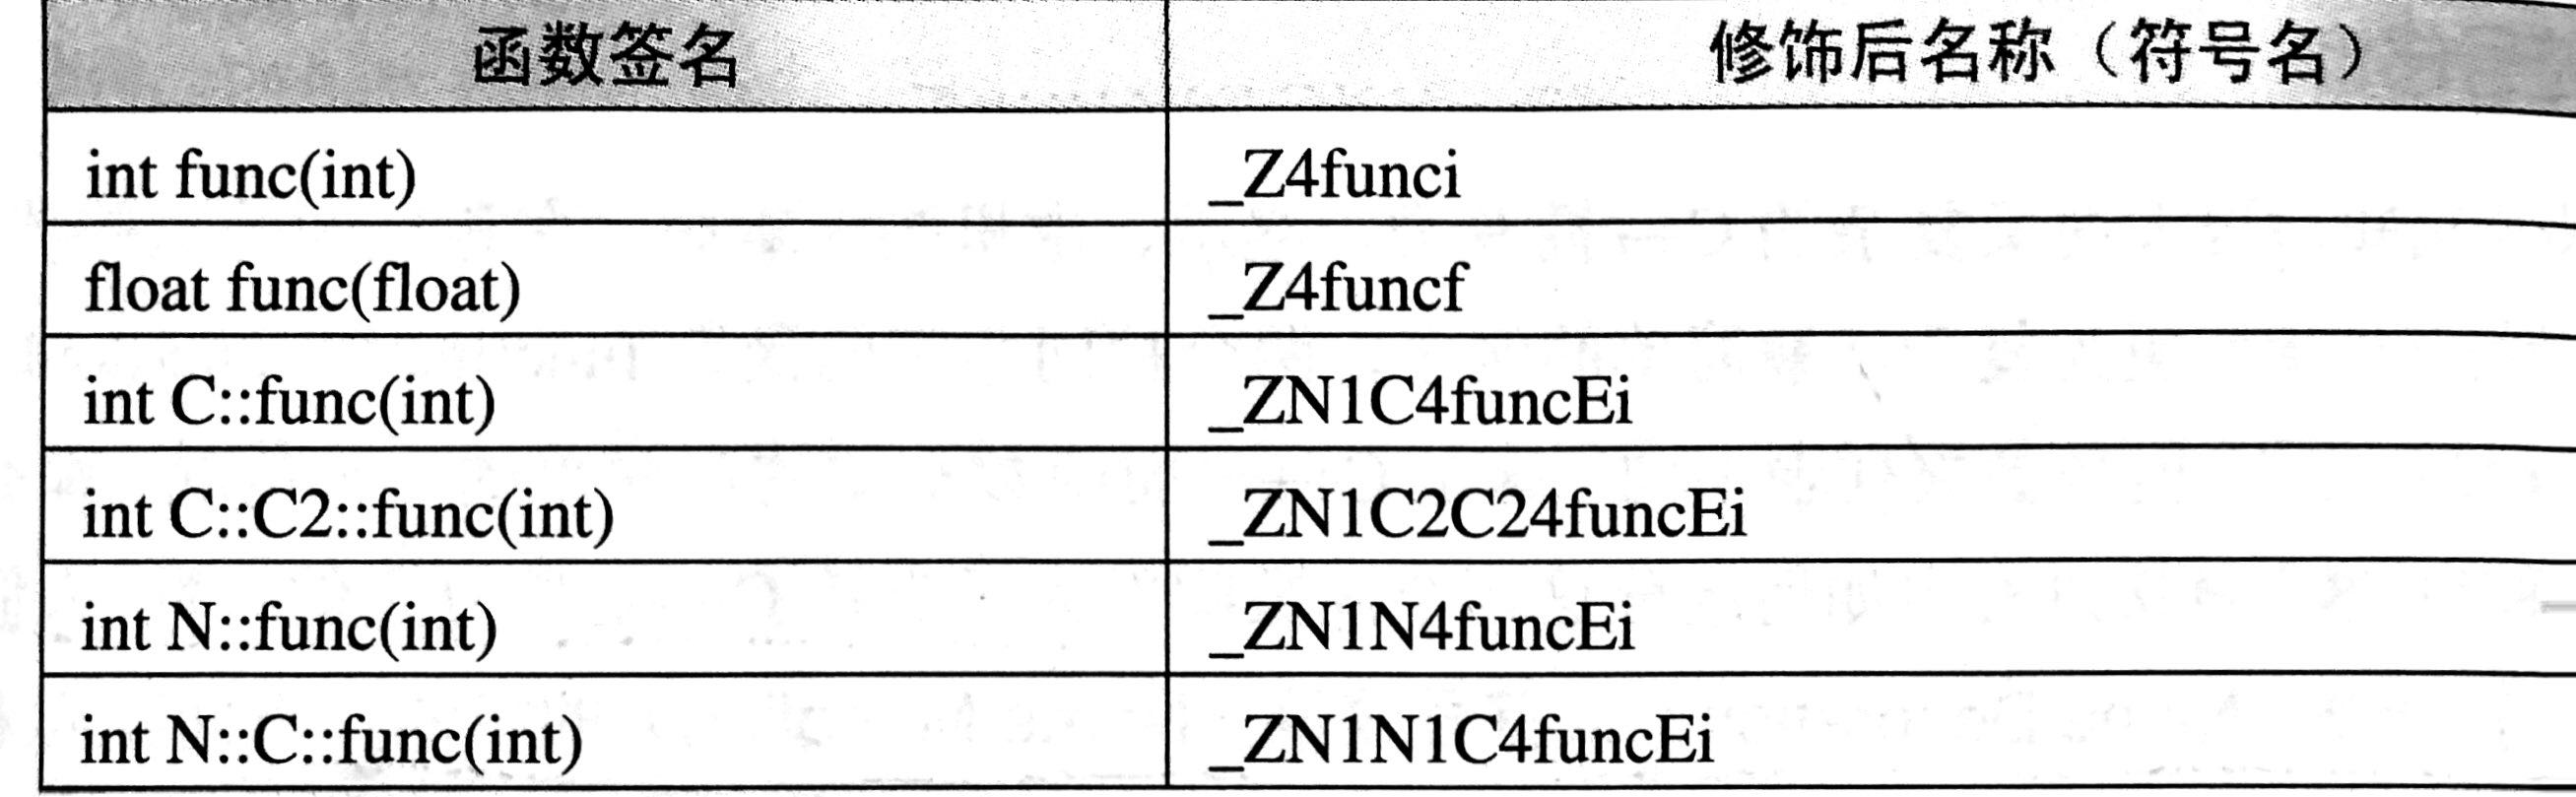 函数签名 修饰后名称（符号名）
int func(int) _Z4funci
float func(float) _Z4funcf
int C::func(int) _ZN1C4funcEi
int C::C2::func(int) _ZN1C2C24funcEi
int N::func(int) _ZN1N4funcEi
int N::C::func(int) _ZN1N1C4funcEi